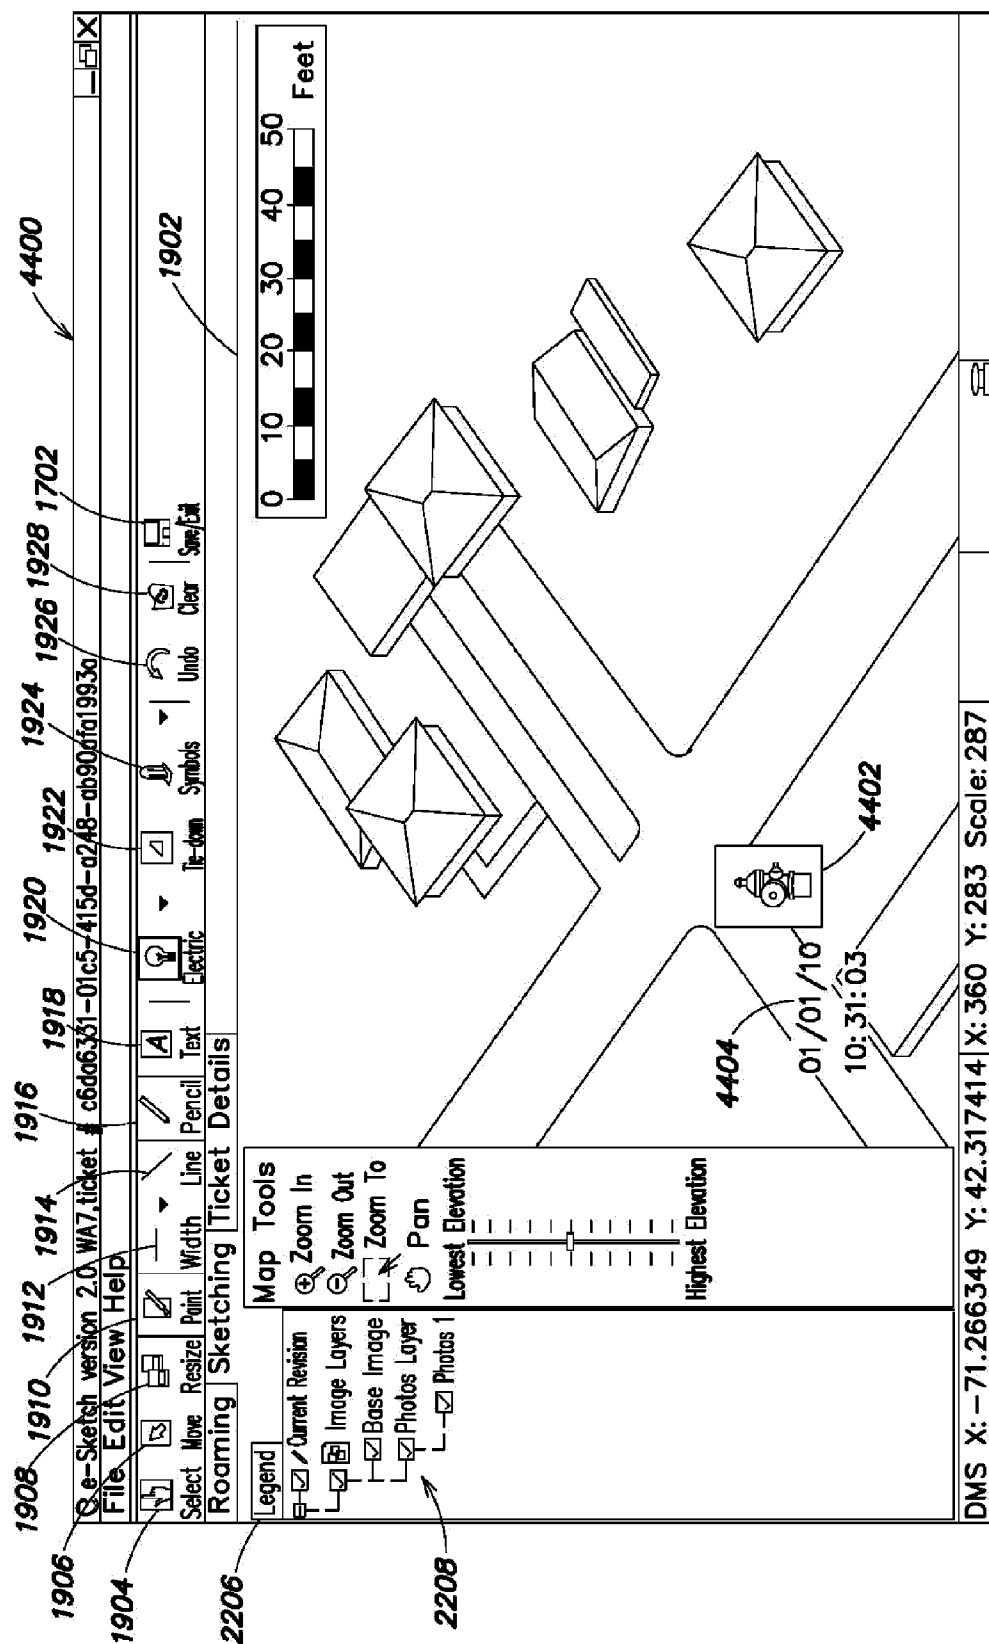 4400
e-Sketch version 2.0 WA7, ticket # c6da6331-01c5-415d-a248-ab90dfa1993a
File Edit View Help
1904
1906
1908
1910
1912
1914
1916
1918
1920
1922
1924
1926
1928
1702
Select Move Resize Paint Width Line Pencil Text Electric Tie-down Symbols Undo Clear Save/Exit
Roaming Sketching Ticket Details
1902
2206
Legend
Current Revision
Image Layers
Base Image
Photos Layer
Photas 1
2208
Map Tools
Zoom In
Zoom Out
Zoom To
Pan
Lowest Elevation
Highest Elevation
0 10 20 30 40 50 Feet
4404
01/01/10
10:31:03
4402
DMS X:-71.266349 Y: 42.317414 X: 360 Y: 283 Scale: 287